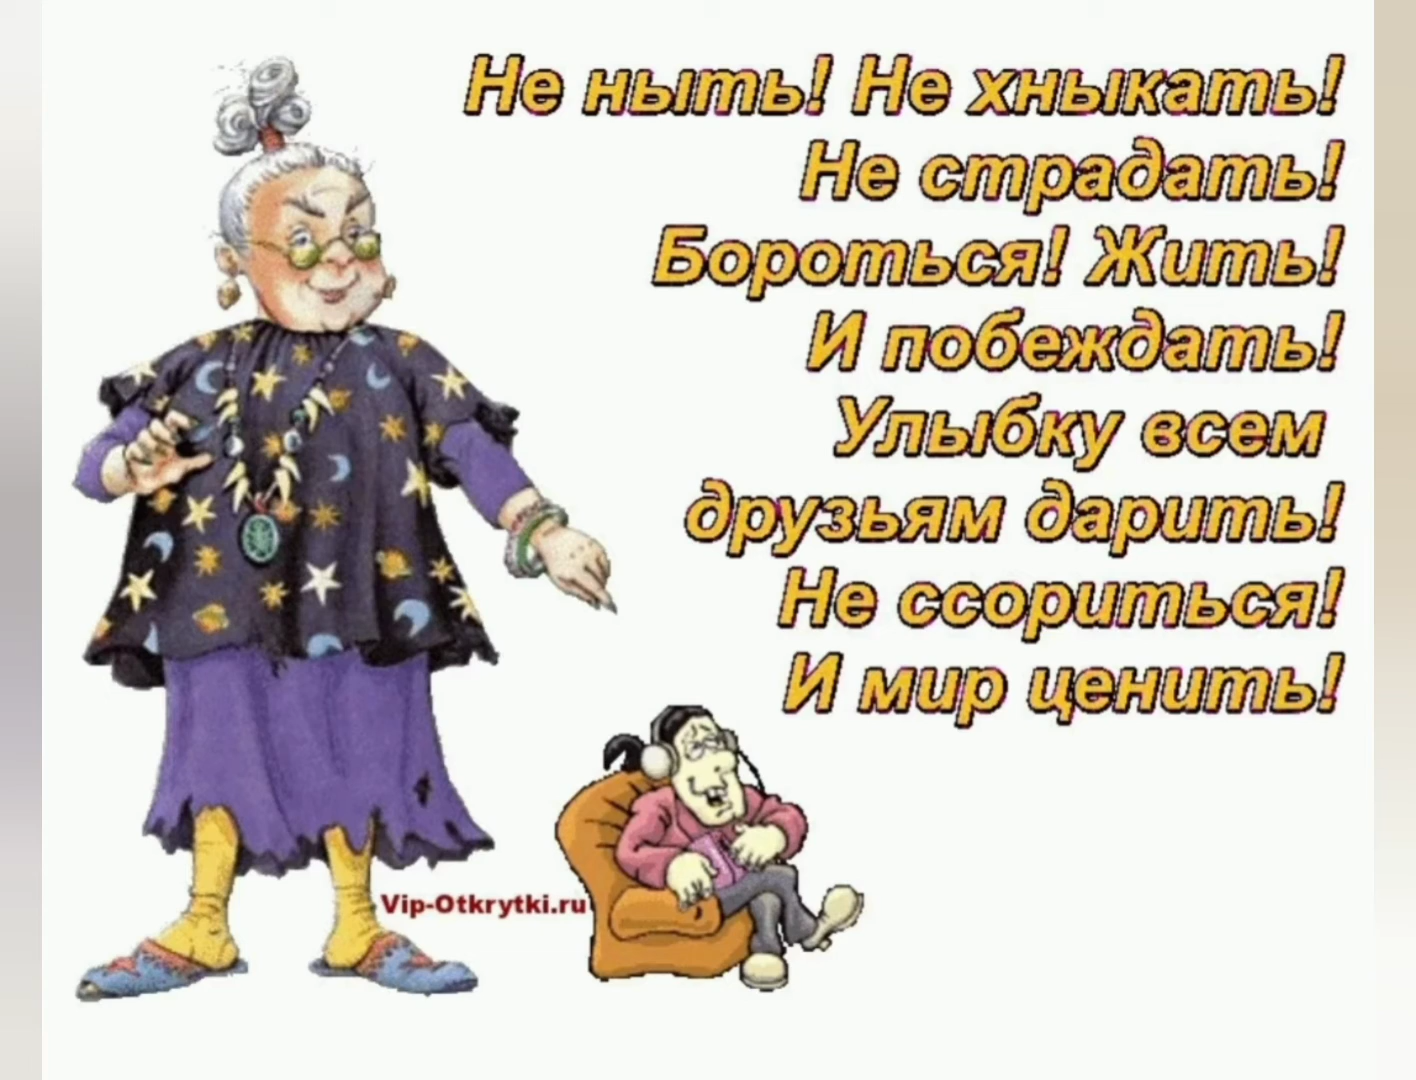 Не ныть! Не хныкать!
Не страдать!
Бороться! Жить!
И побеждать!
Улыбку всем
друзьям дарить!
Не ссориться!
И мир ценить!
Vip-Otkrytki.ru